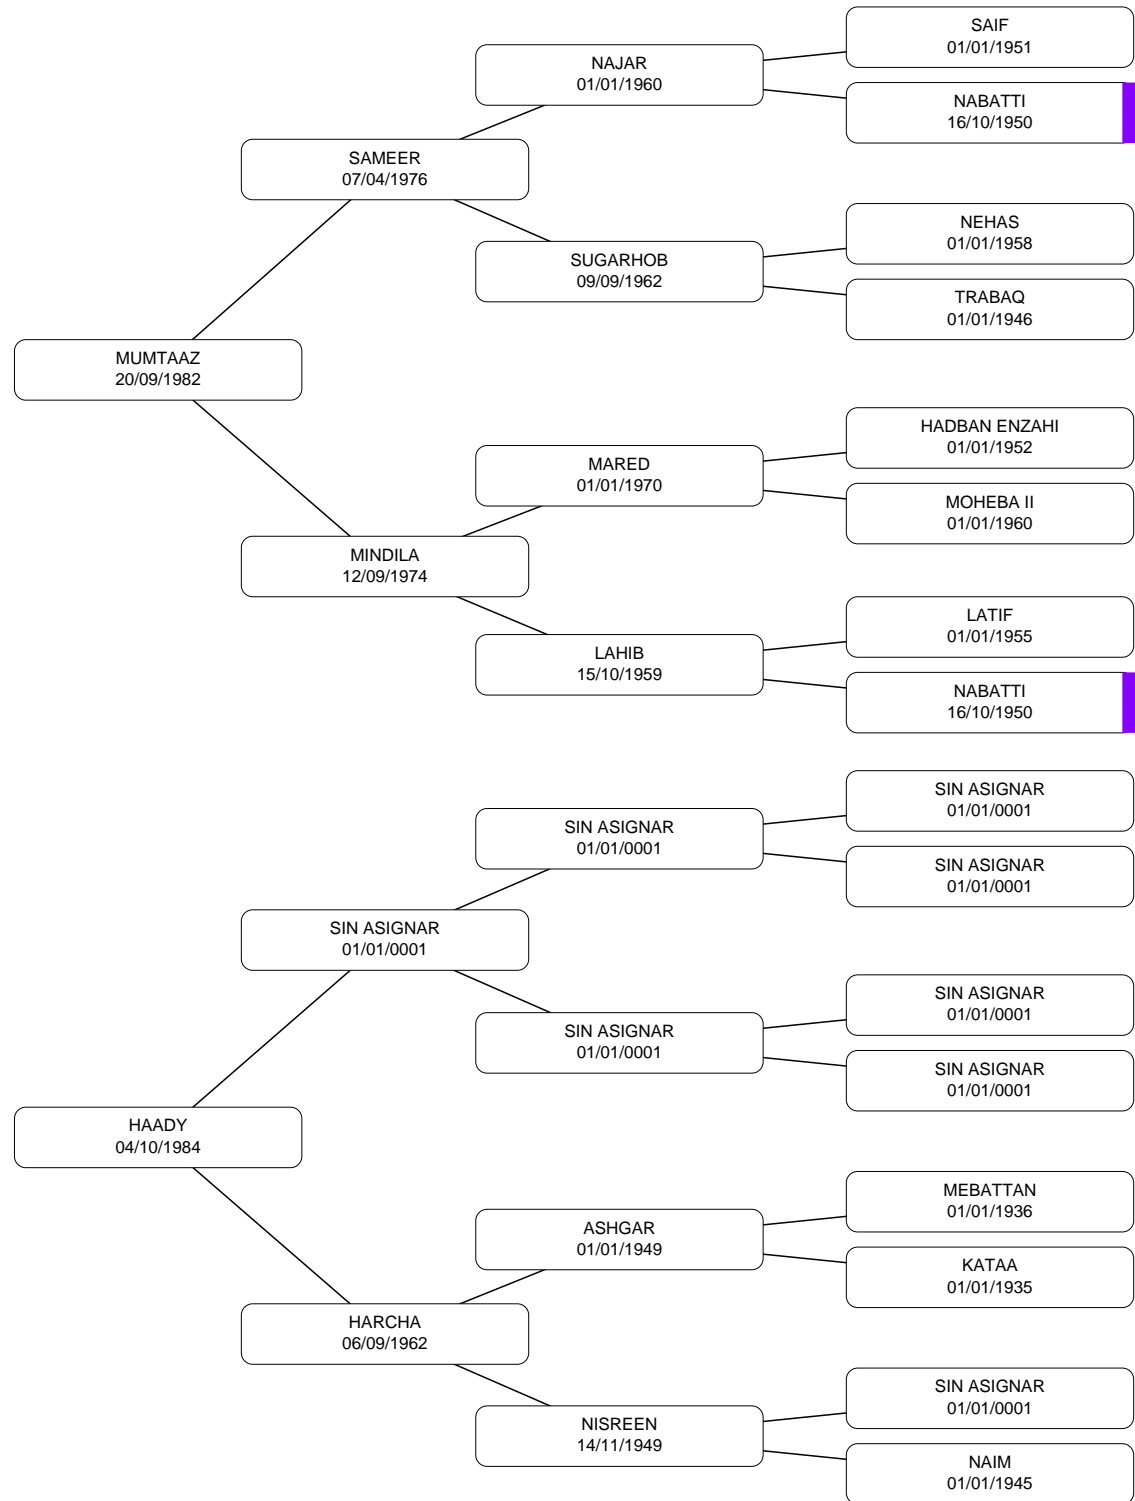 SAIF
01/01/1951
NAJAR
01/01/1960
NABATTI
16/10/1950
SAMEER
07/04/1976
NEHAS
01/01/1958
SUGARHOB
09/09/1962
TRABAQ
01/01/1946
MUMTAAZ
20/09/1982
HADBAN ENZAHI
01/01/1952
MARED
01/01/1970
MOHEBA II
01/01/1960
MINDILA
12/09/1974
LATIF
01/01/1955
LAHIB
15/10/1959
NABATTI
16/10/1950
SIN ASIGNAR
01/01/0001
SIN ASIGNAR
01/01/0001
SIN ASIGNAR
01/01/0001
SIN ASIGNAR
01/01/0001
SIN ASIGNAR
01/01/0001
SIN ASIGNAR
01/01/0001
SIN ASIGNAR
01/01/0001
HAADY
04/10/1984
MEBATTAN
01/01/1936
ASHGAR
01/01/1949
KATAA
01/01/1935
HARCHA
06/09/1962
SIN ASIGNAR
01/01/0001
NISREEN
14/11/1949
NAIM
01/01/1945